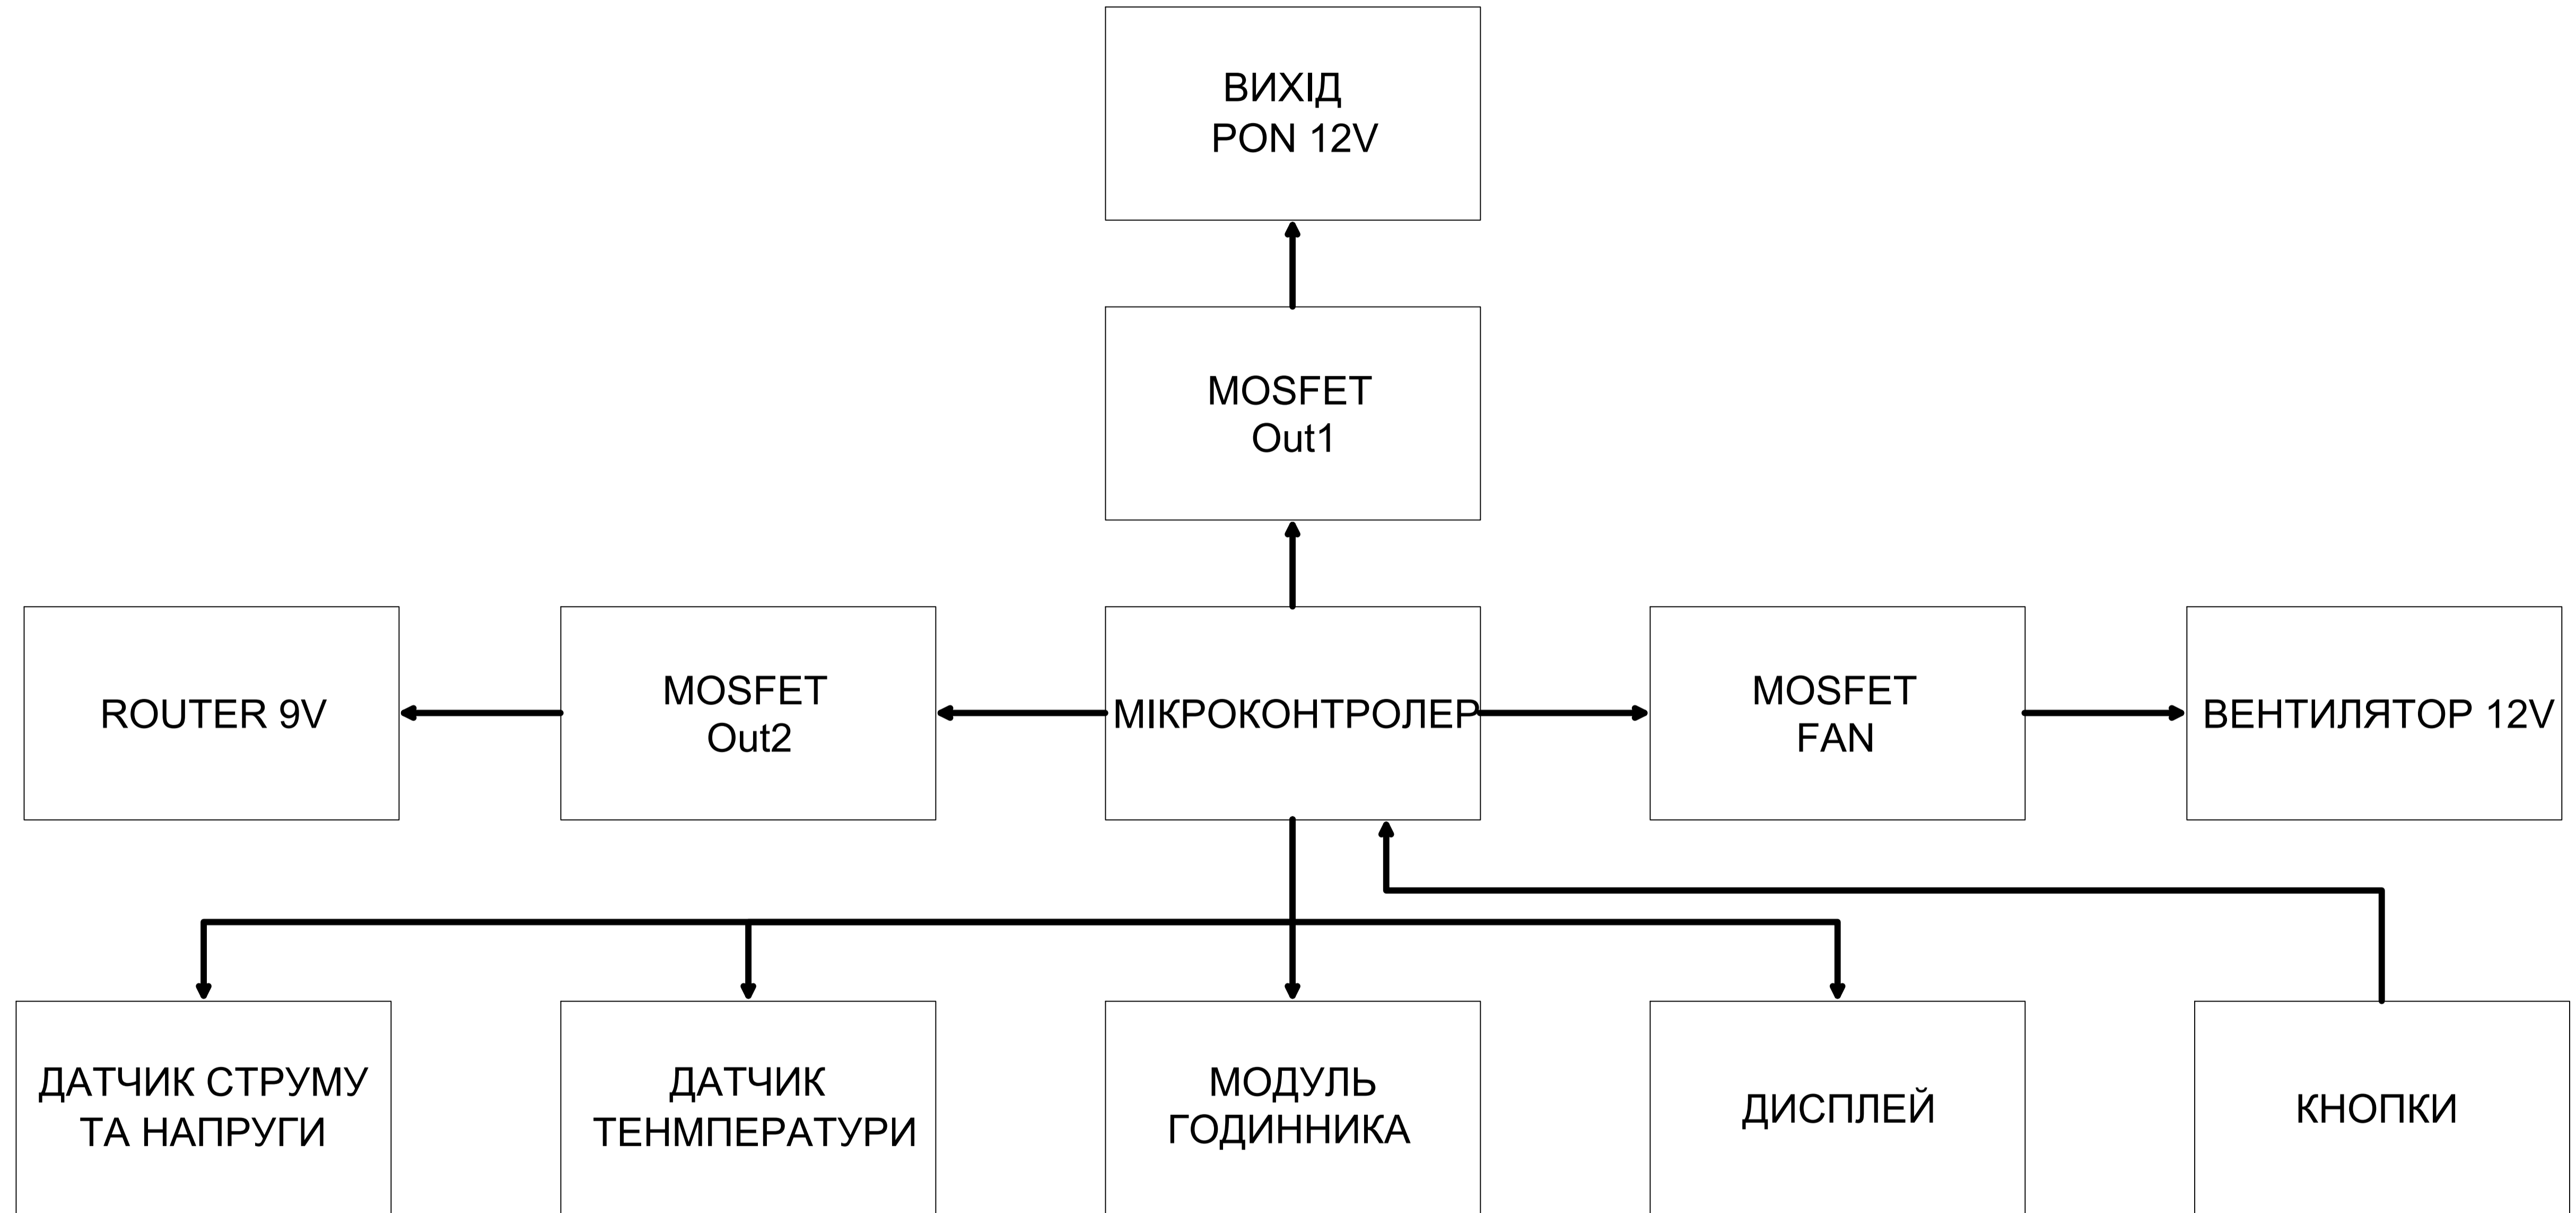 ВИХІД
PON 12V
MOSFET
Out1
ROUTER 9V
MOSFET
Out2
МІКРОКОНТРОЛЕР
MOSFET
FAN
ВЕНТИЛЯТОР 12V
ДАТЧИК СТРУМУ
ТА НАПРУГИ
ДАТЧИК
ТЕНМПЕРАТУРИ
МОДУЛЬ
ГОДИННИКА
ДИСПЛЕЙ
КНОПКИ